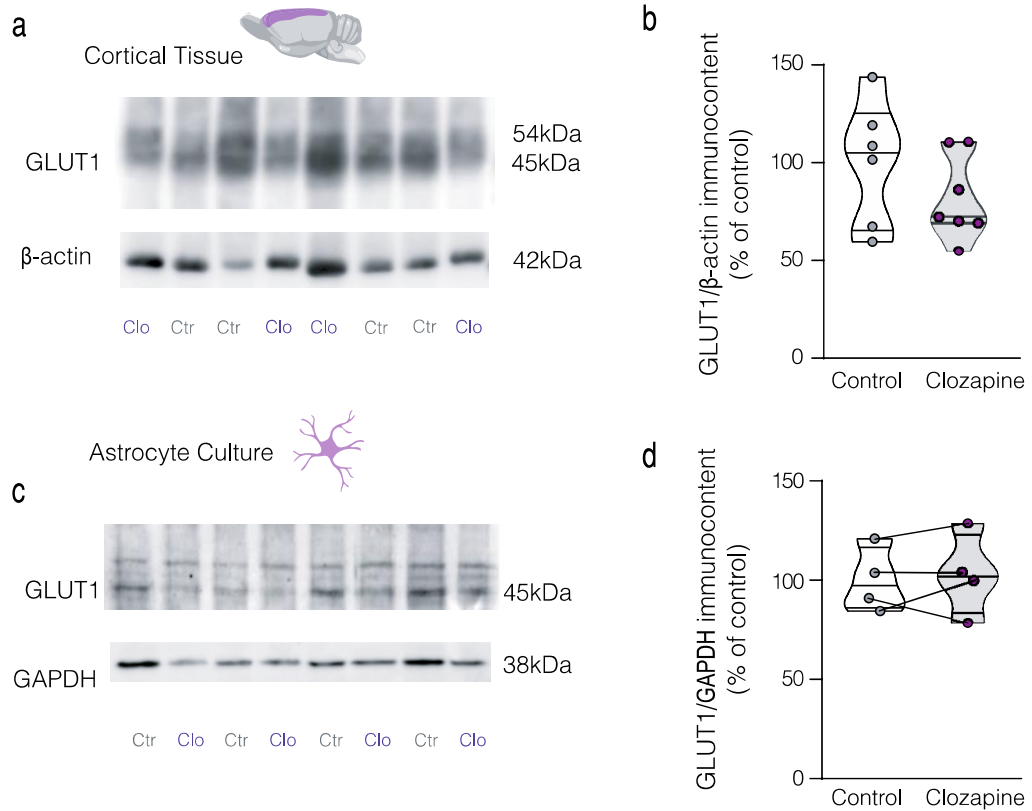 a
Cortical Tissue
GLUT1
54kDa
45kDa
β-actin
42kDa
Clo Ctr Ctr Clo Clo Ctr Ctr Clo
b
GLUT1/β-actin immunocontent
(% of control)
150
100
50
0
Control Clozapine
Astrocyte Culture
c
GLUT1
45kDa
GAPDH
38kDa
Ctr Clo Ctr Clo Ctr Clo Ctr Clo
d
GLUT1/GAPDH immunocontent
(% of control)
150
100
50
0
Control Clozapine